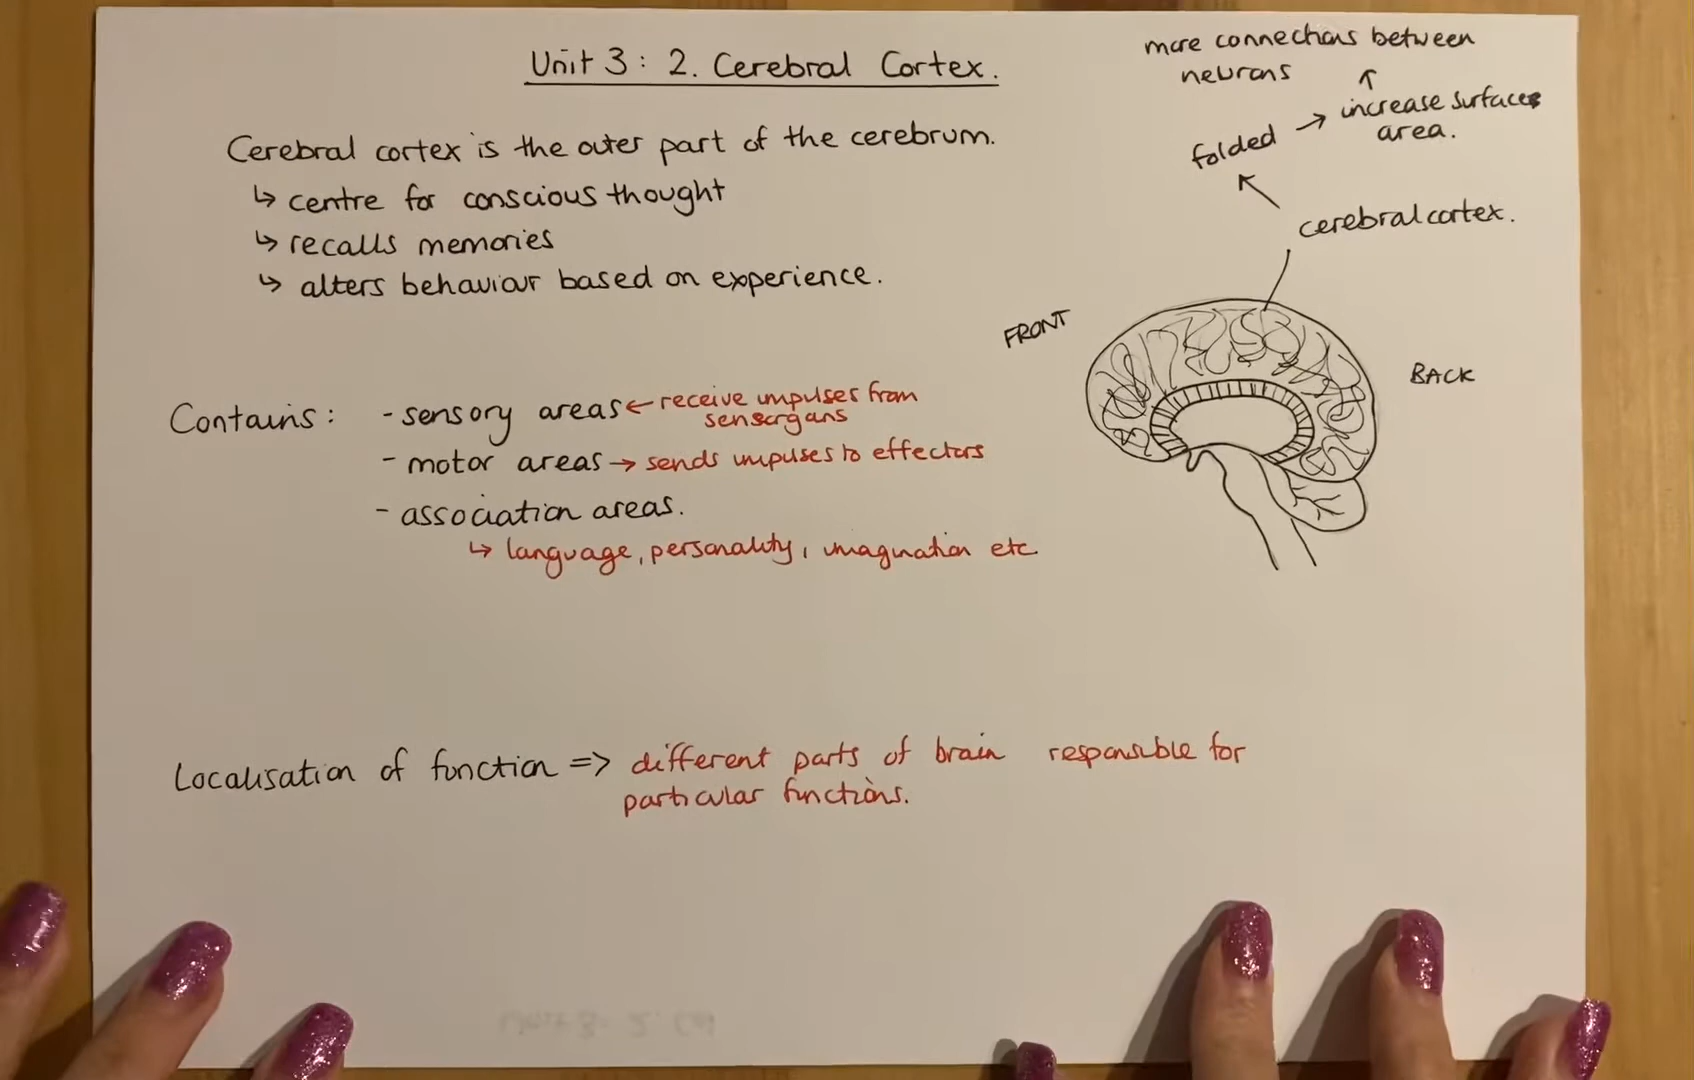 Unit 3: 2. Cerebral Cortex.
Cerebral cortex is the outer part of the cerebrum.
↳ centre for conscious thought
↳ recalls memories
↳ alters behaviour based on experience.
more connections between
neurons ↑
folded → increase surfaces
area.
↖
cerebral cortex.
FRONT
BACK
Contains: - sensory areas ← receive impulses from
sensorgans
- motor areas → sends impulses to effectors
- association areas.
↳ language, personality, imagination etc
Localisation of function => different parts of brain responsible for
particular functions.